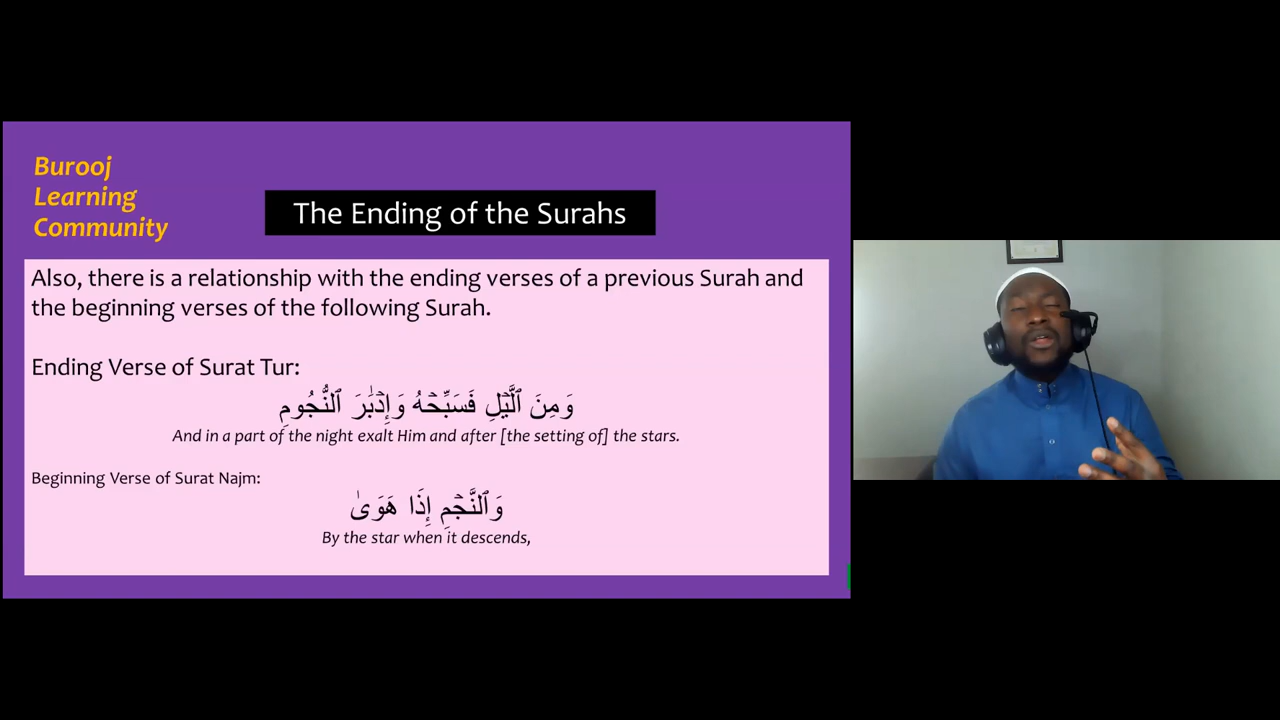 Burooj
Learning
Community
The Ending of the Surahs
Also, there is a relationship with the ending verses of a previous Surah and
the beginning verses of the following Surah.
Ending Verse of Surat Tur:
وَمِنَ ٱلَّيْلِ فَسَبِّحْهُ وَإِدْبَٰرَ ٱلنُّجُومِ
And in a part of the night exalt Him and after [the setting of] the stars.
Beginning Verse of Surat Najm:
وَٱلنَّجْمِ إِذَا هَوَىٰ
By the star when it descends,